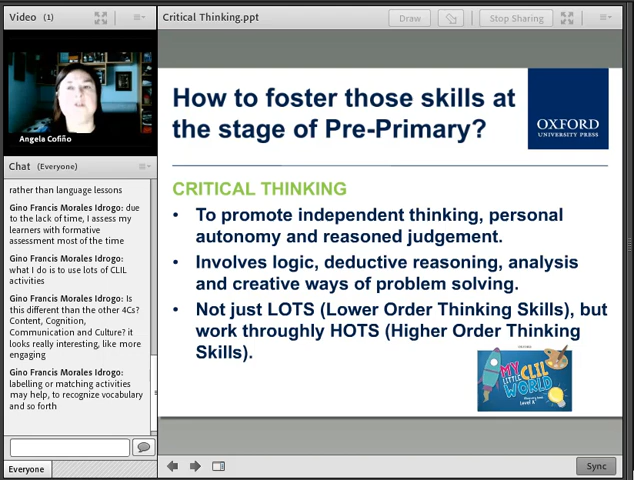 Video (1)
Angela Cofiño
Chat (Everyone)
rather than language lessons
Gino Francis Morales Idrogo: due
to the lack of time, I assess my
learners with formative
assessment most of the time
Gino Francis Morales Idrogo:
what I do is to use lots of CLIL
activities
Gino Francis Morales Idrogo: Is
this different than the other 4Cs?
Content, Cognition,
Communication and Culture? it
looks really interesting, like more
engaging
Gino Francis Morales Idrogo:
labelling or matching activities
may help, to recognize vocabulary
and so forth
Everyone
Critical Thinking.ppt
Draw
Stop Sharing
How to foster those skills at
the stage of Pre-Primary?
OXFORD
UNIVERSITY PRESS
CRITICAL THINKING
• To promote independent thinking, personal
autonomy and reasoned judgement.
• Involves logic, deductive reasoning, analysis
and creative ways of problem solving.
• Not just LOTS (Lower Order Thinking Skills), but
work throughly HOTS (Higher Order Thinking
Skills).
MY
LITTLE CLIL
WORLD
Sync